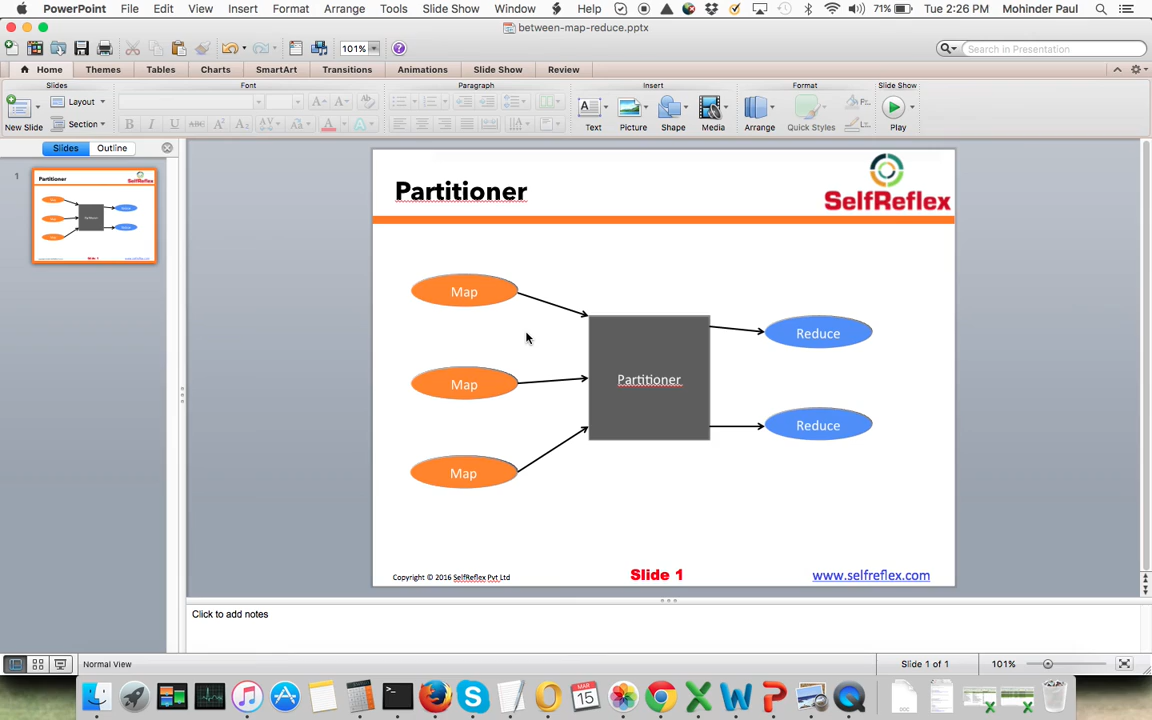 PowerPoint File Edit View Insert Format Arrange Tools Slide Show Window Help 71% Tue 2:26 PM Mohinder Paul
between-map-reduce.pptx
101% Search in Presentation
Home Themes Tables Charts SmartArt Transitions Animations Slide Show Review
Slides Font Paragraph Insert Format Slide Show
New Slide Layout Section Text Picture Shape Media Arrange Quick Styles Play
B I U ABC A A Aa A A
Slides Outline
1
Partitioner
SelfReflex
Map
Map
Map
Partitioner
Reduce
Reduce
Copyright © 2016 SelfReflex Pvt Ltd
Slide 1
www.selfreflex.com
Click to add notes
Normal View Slide 1 of 1 101%
MAR
15